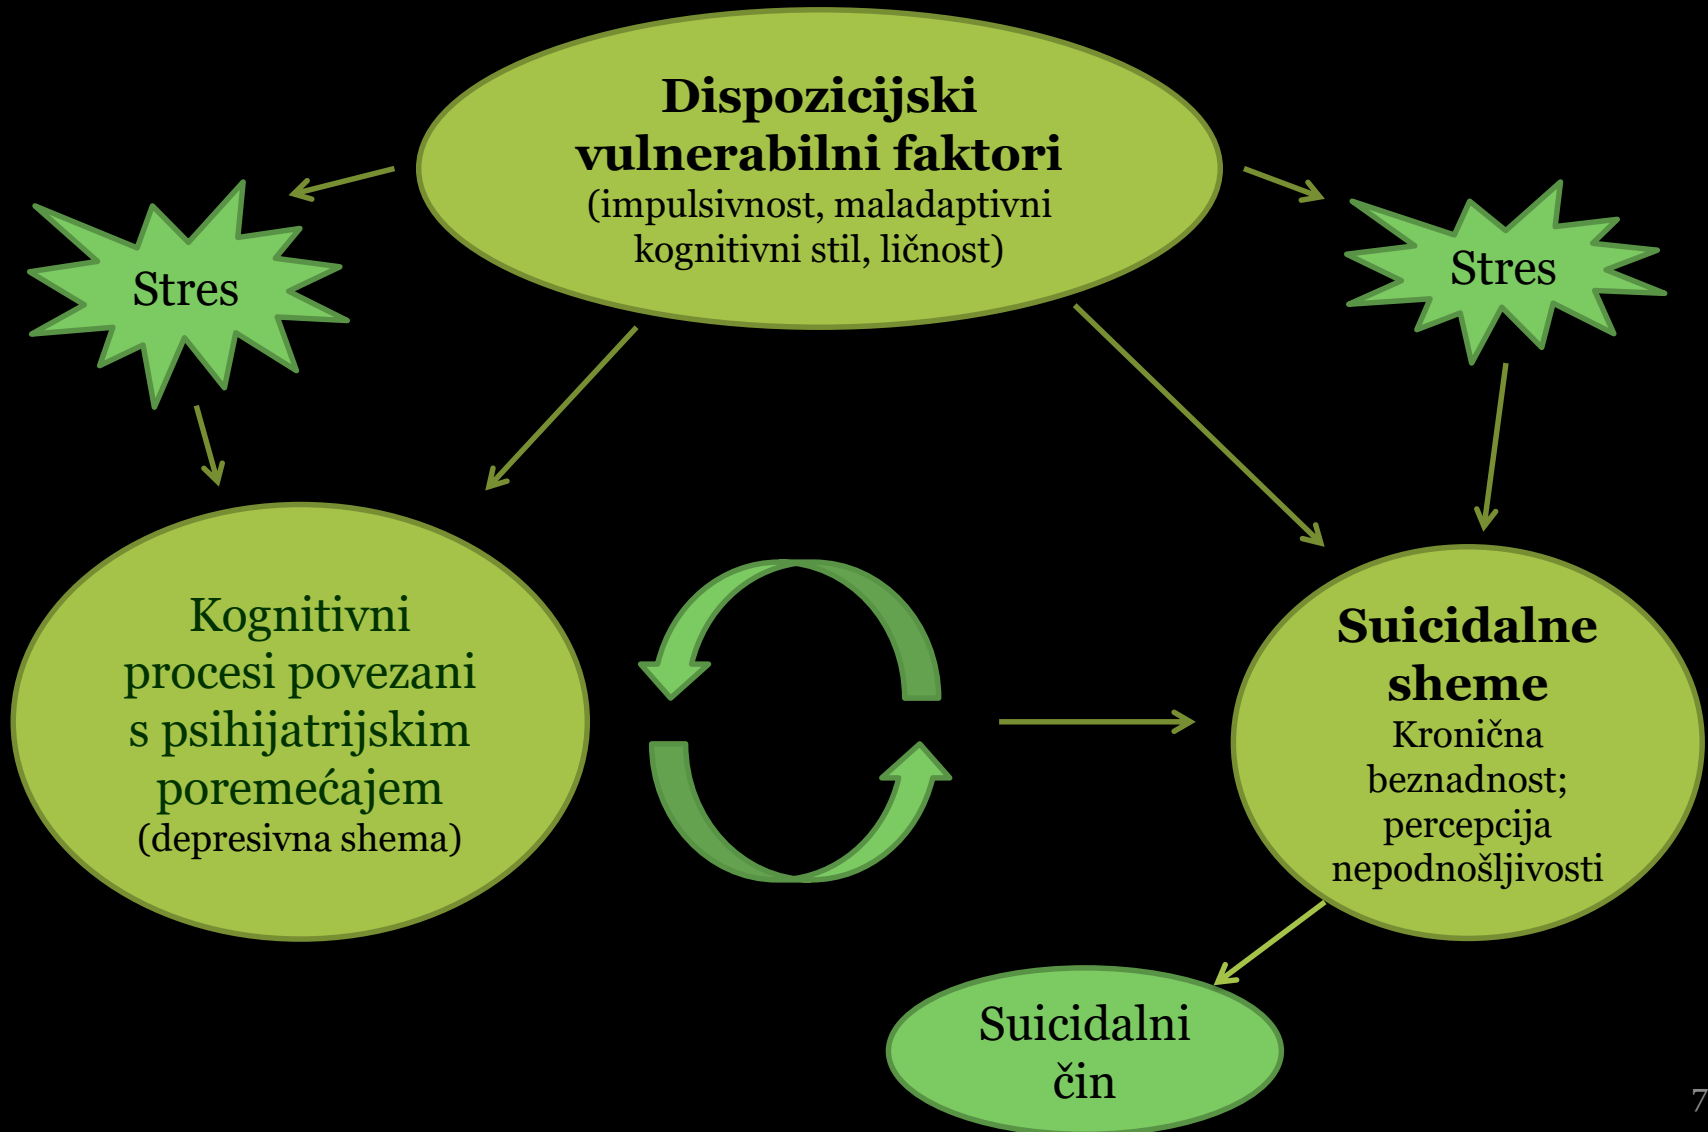 Dispozicijski
vulnerabilni faktori
(impulsivnost, maladaptivni
kognitivni stil, ličnost)
Stres
Stres
Kognitivni
procesi povezani
s psihijatrijskim
poremećajem
(depresivna shema)
Suicidalne
sheme
Kronična
beznadnost;
percepcija
nepodnošljivosti
Suicidalni
čin
7